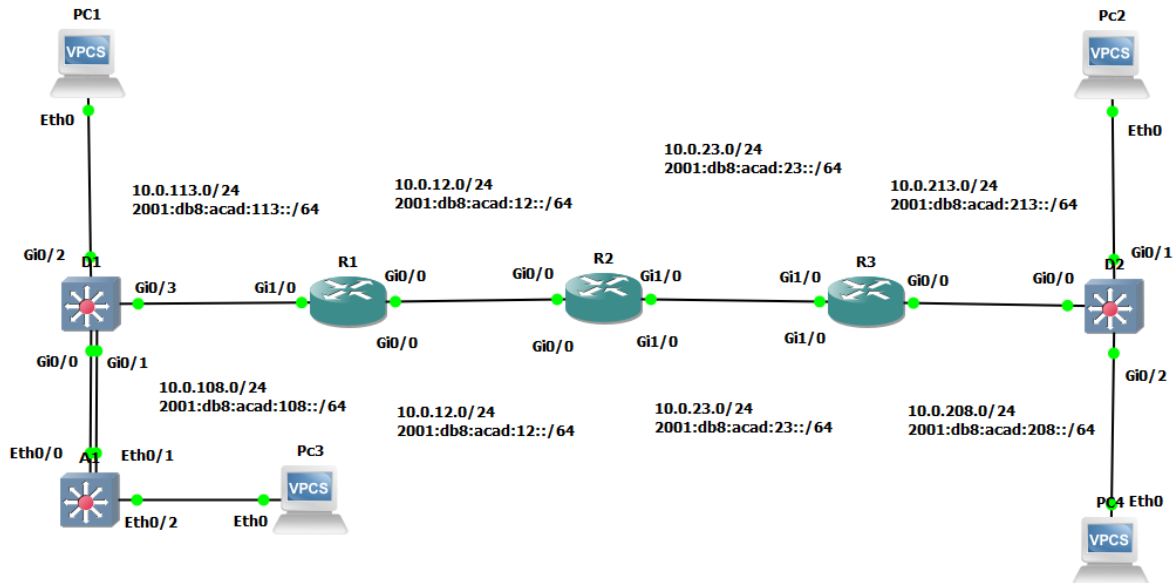 PC1
Pc2
VPCS
VPCS
Eth0
Eth0
10.0.23.0/24
2001:db8:acad:23::/64
10.0.113.0/24
2001:db8:acad:113::/64
10.0.12.0/24
2001:db8:acad:12::/64
10.0.213.0/24
2001:db8:acad:213::/64
Gi0/2
D1
Gi0/3
Gi1/0
R1
Gi0/0
Gi0/0
R2
Gi1/0
Gi1/0
R3
Gi0/0
Gi0/0
D2
Gi0/1
Gi0/0
Gi0/0
Gi1/0
Gi1/0
Gi0/0
Gi0/1
Gi0/2
10.0.108.0/24
2001:db8:acad:108::/64
10.0.12.0/24
2001:db8:acad:12::/64
10.0.23.0/24
2001:db8:acad:23::/64
10.0.208.0/24
2001:db8:acad:208::/64
Eth0/0
A1
Eth0/1
Pc3
VPCS
Eth0/2
Eth0
PC4
Eth0
VPCS